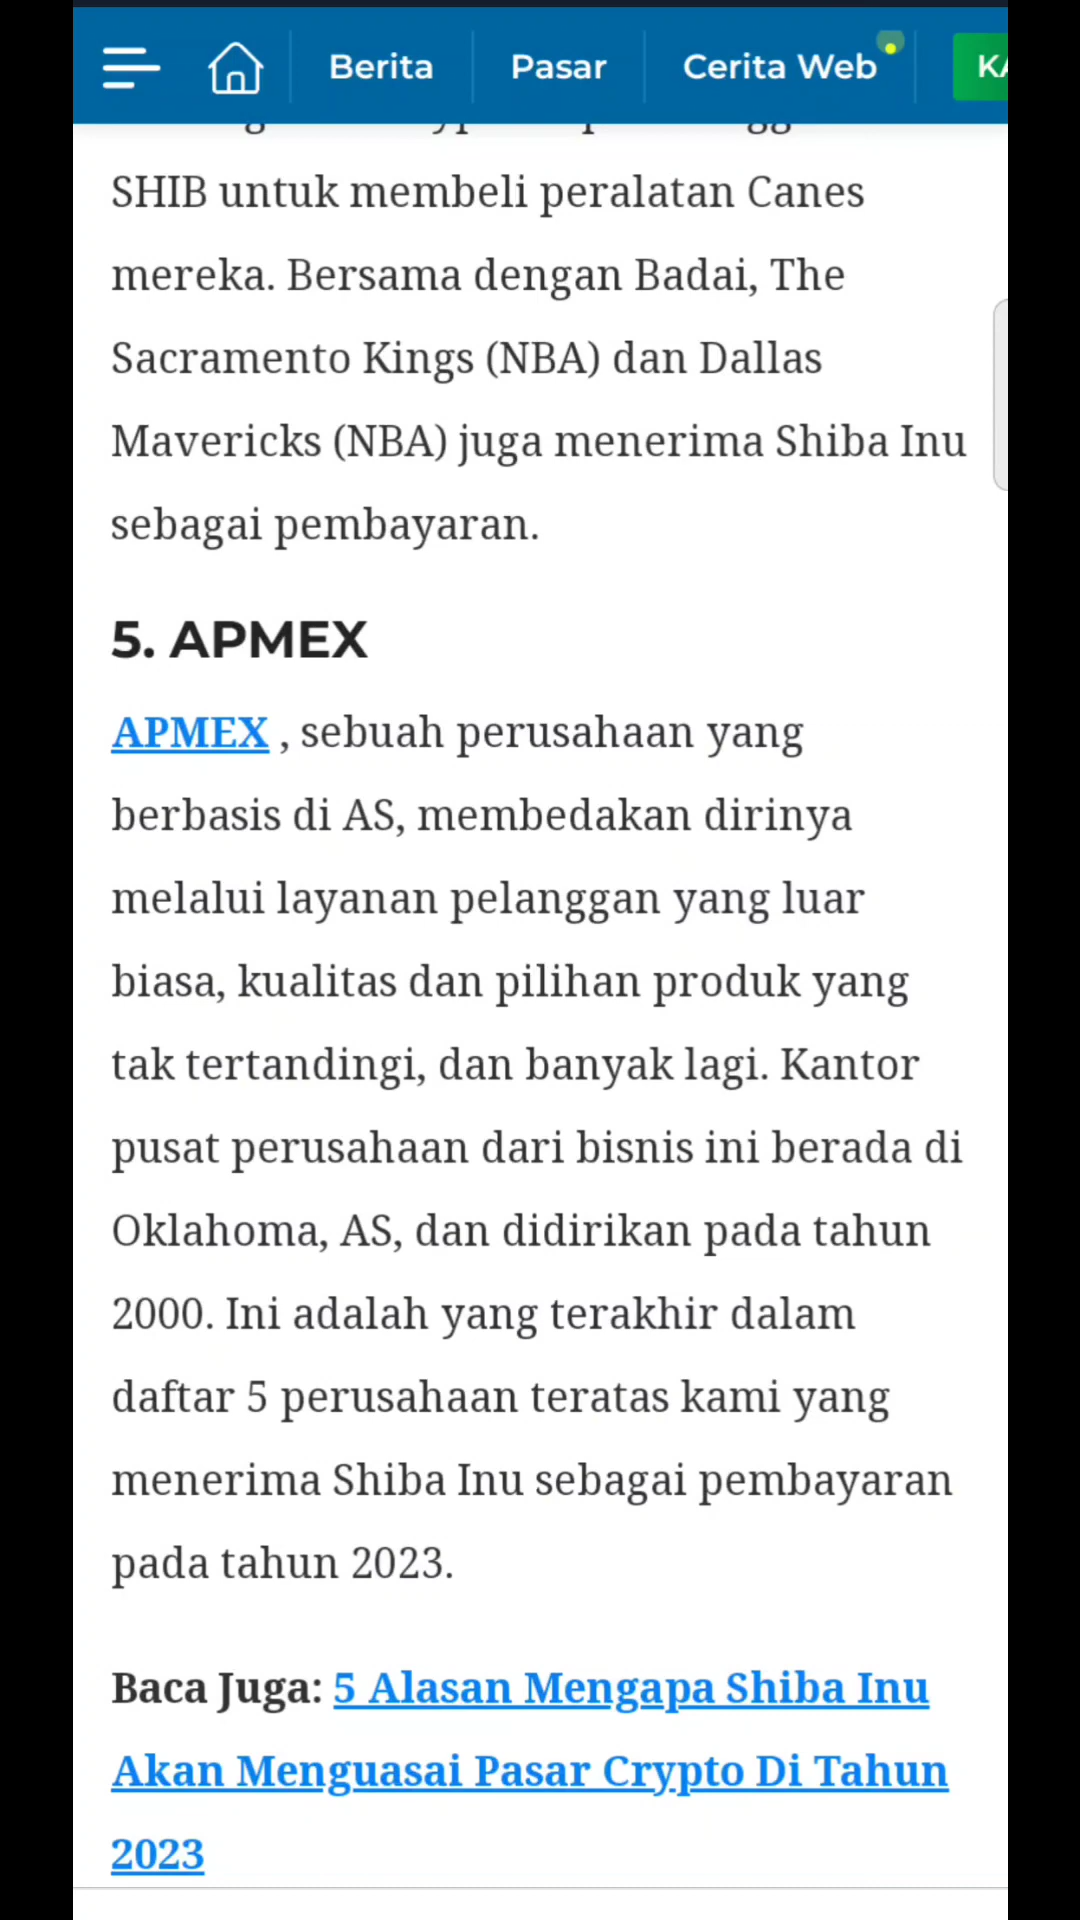 Berita
Pasar
Cerita Web
SHIB untuk membeli peralatan Canes
mereka. Bersama dengan Badai, The
Sacramento Kings (NBA) dan Dallas
Mavericks (NBA) juga menerima Shiba Inu
sebagai pembayaran.
5. APMEX
APMEX , sebuah perusahaan yang
berbasis di AS, membedakan dirinya
melalui layanan pelanggan yang luar
biasa, kualitas dan pilihan produk yang
tak tertandingi, dan banyak lagi. Kantor
pusat perusahaan dari bisnis ini berada di
Oklahoma, AS, dan didirikan pada tahun
2000. Ini adalah yang terakhir dalam
daftar 5 perusahaan teratas kami yang
menerima Shiba Inu sebagai pembayaran
pada tahun 2023.
Baca Juga: 5 Alasan Mengapa Shiba Inu
Akan Menguasai Pasar Crypto Di Tahun
2023